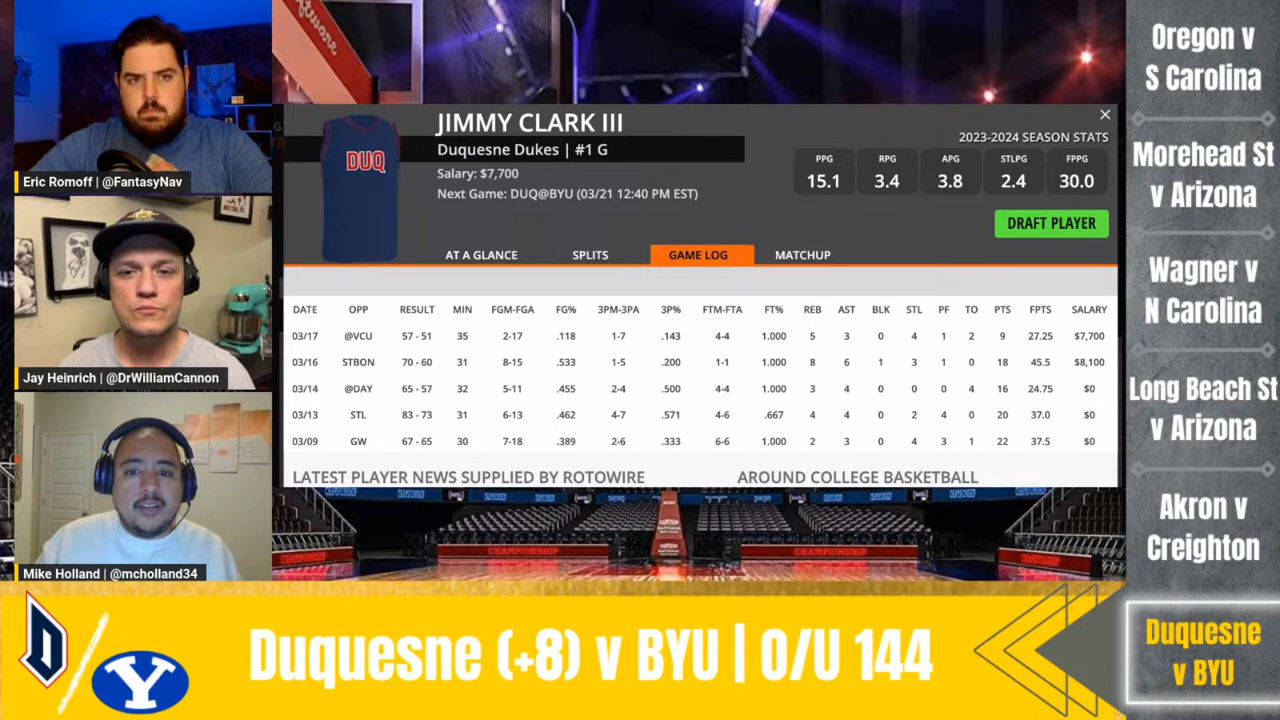 Eric Romoff | @FantasyNav
Jay Heinrich | @DrWilliamCannon
Mike Holland | @mcholland34
DUQ
JIMMY CLARK III
Duquesne Dukes | #1 G
Salary: $7,700
Next Game: DUQ@BYU (03/21 12:40 PM EST)
2023-2024 SEASON STATS
PPG RPG APG STLPG FPPG
15.1 3.4 3.8 2.4 30.0
DRAFT PLAYER
AT A GLANCE SPLITS GAME LOG MATCHUP
DATE OPP RESULT MIN FGM-FGA FG% 3PM-3PA 3P% FTM-FTA FT% REB AST BLK STL PF TO PTS FPTS SALARY
03/17 @VCU 57 - 51 35 2-17 .118 1-7 .143 4-4 1.000 5 3 0 4 1 2 9 27.25 $7,700
03/16 STBON 70 - 60 31 8-15 .533 1-5 .200 1-1 1.000 8 6 1 3 1 0 18 45.5 $8,100
03/14 @DAY 65 - 57 32 5-11 .455 2-4 .500 4-4 1.000 3 4 0 0 0 4 16 24.75 $0
03/13 STL 83 - 73 31 6-13 .462 4-7 .571 4-6 .667 4 4 0 2 4 0 20 37.0 $0
03/09 GW 67 - 65 30 7-18 .389 2-6 .333 6-6 1.000 2 3 0 4 3 1 22 37.5 $0
LATEST PLAYER NEWS SUPPLIED BY ROTOWIRE AROUND COLLEGE BASKETBALL
CHAMPIONSHIP
CHAMPIONSHIP
D
Y
Duquesne (+8) v BYU | O/U 144
Oregon v
S Carolina
Morehead St
v Arizona
Wagner v
N Carolina
Long Beach St
v Arizona
Akron v
Creighton
Duquesne
v BYU